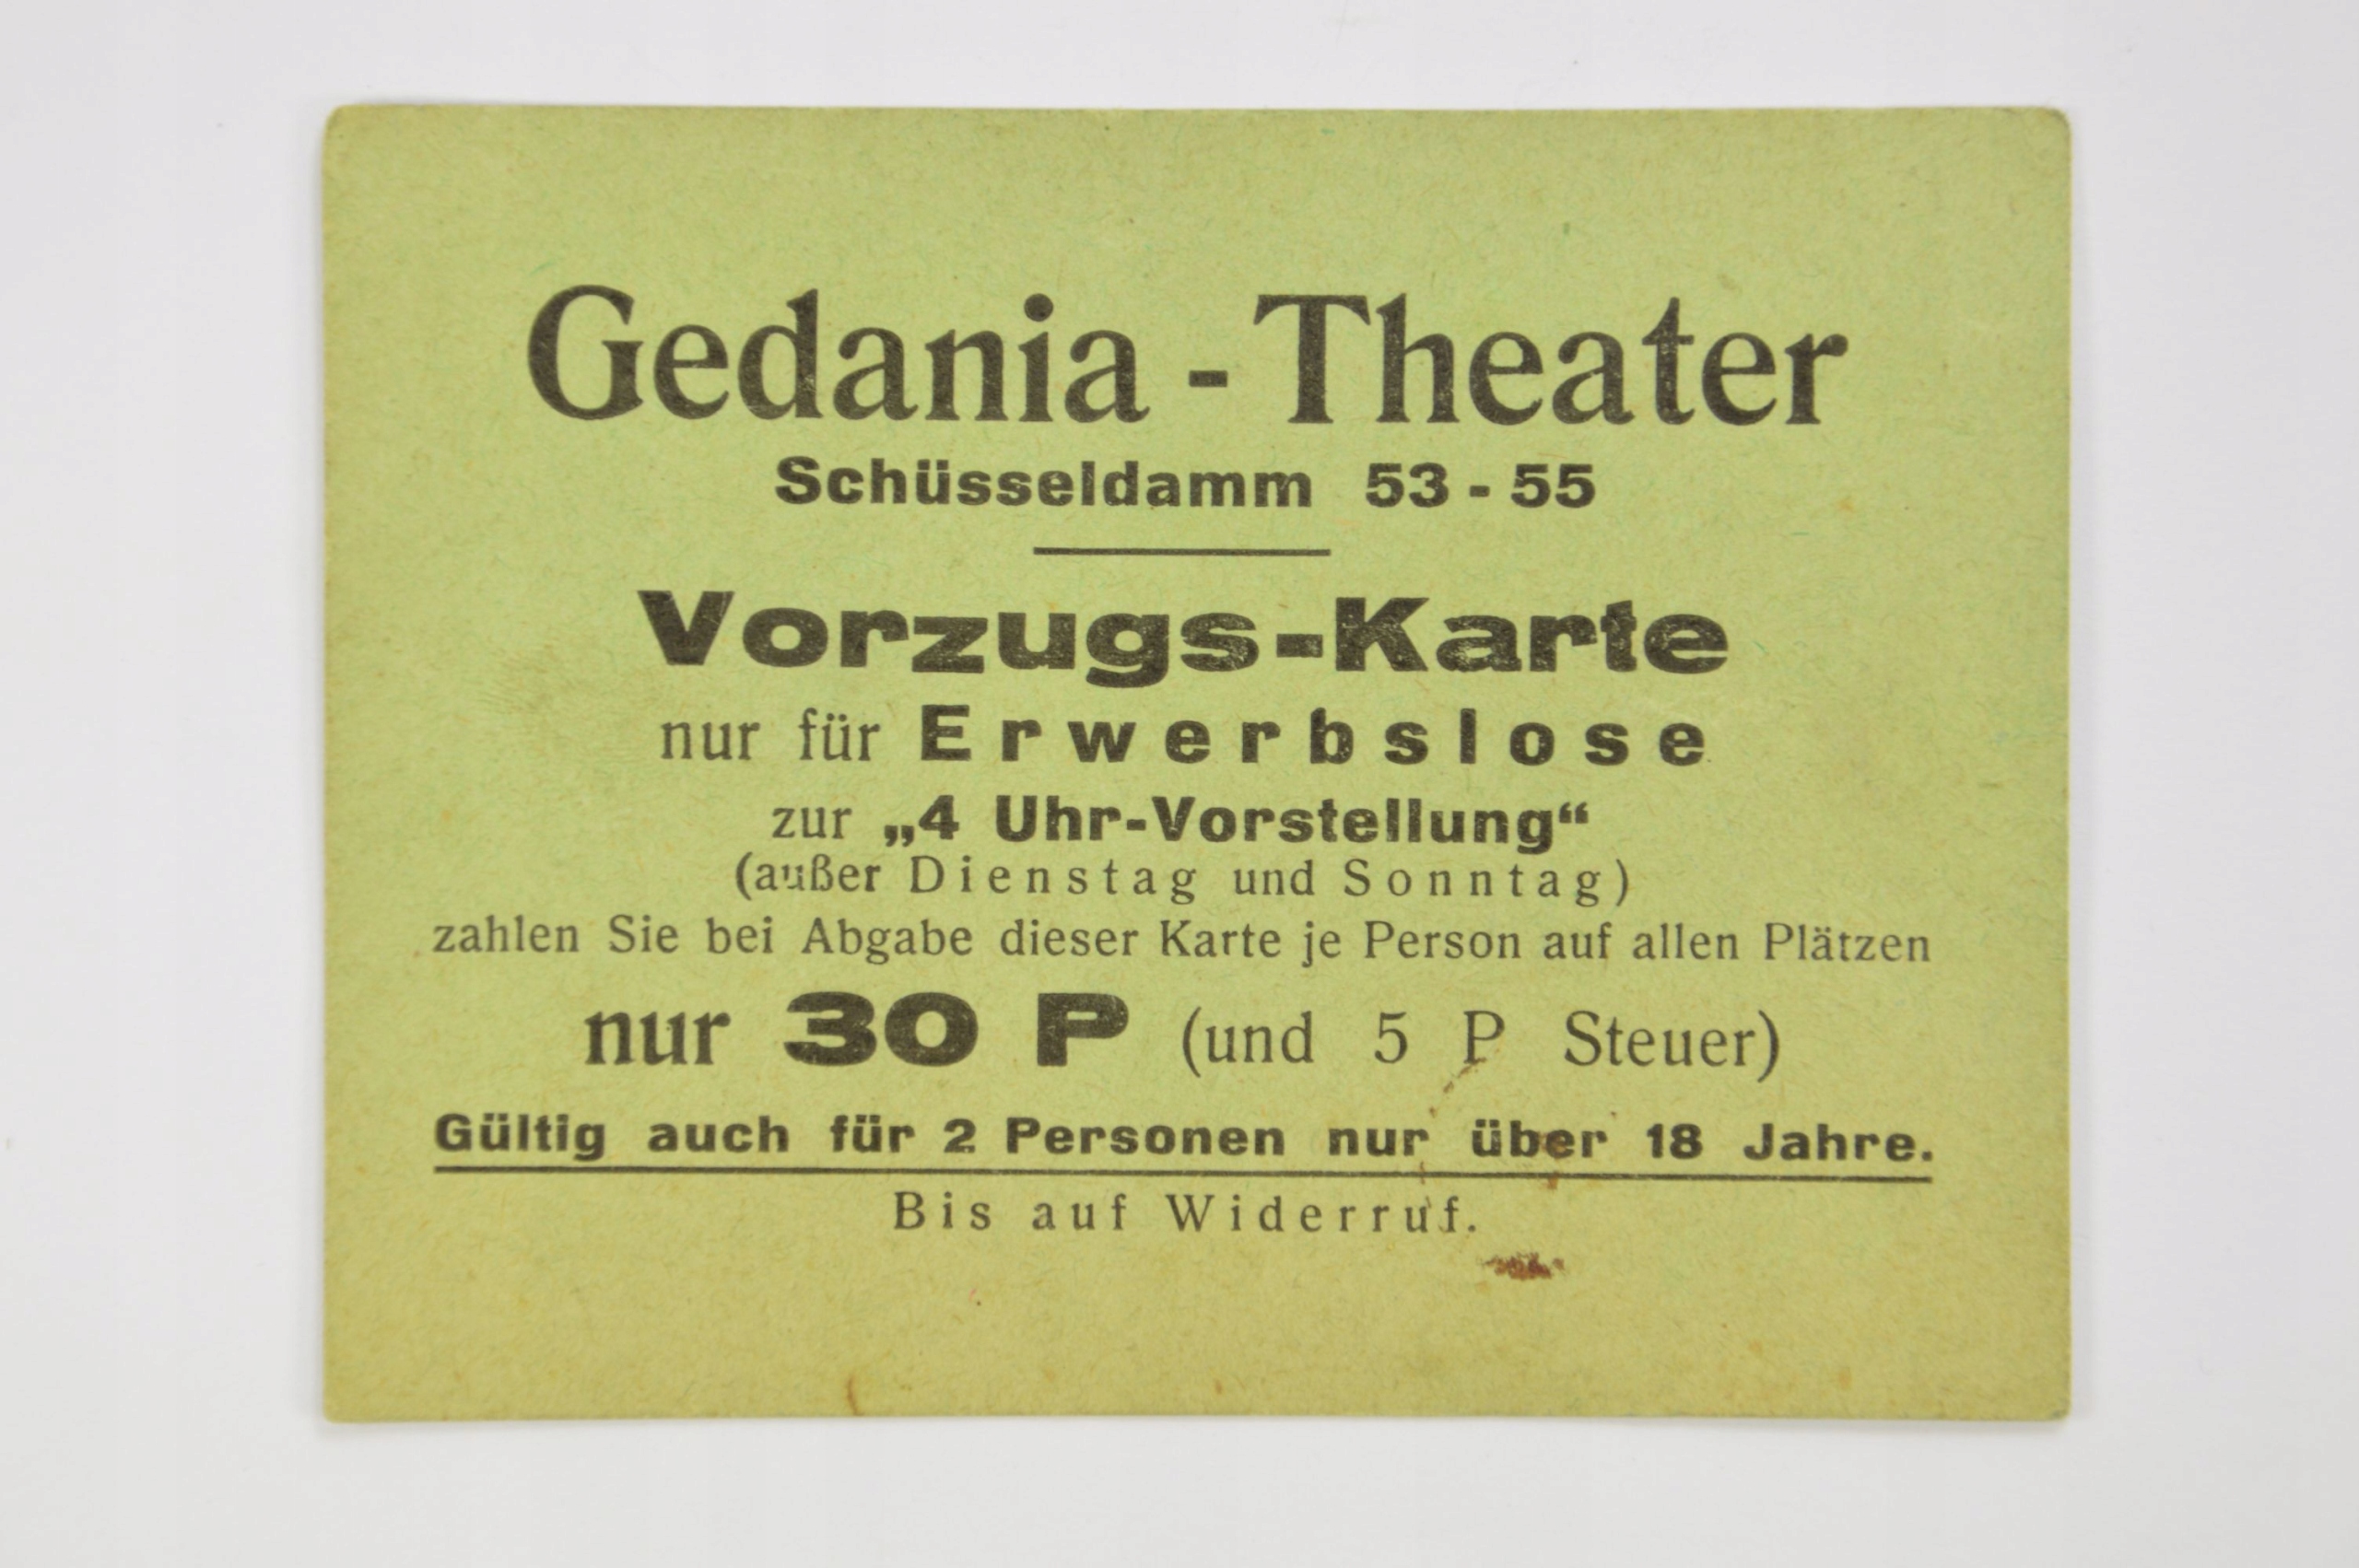 Gedania - Theater
Schüsseldamm 53 - 55
Vorzugs-Karte
nur für Erwerbslose
zur „4 Uhr-Vorstellung“
(außer Dienstag und Sonntag)
zahlen Sie bei Abgabe dieser Karte je Person auf allen Plätzen
nur 30 P (und 5 P Steuer)
Gültig auch für 2 Personen nur über 18 Jahre.
Bis auf Widerruf.